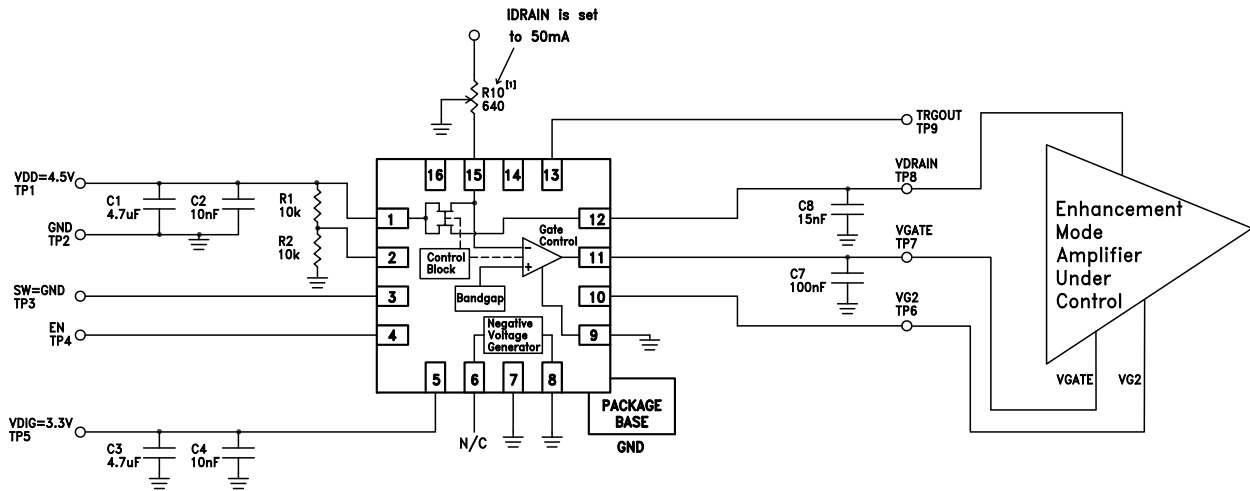 IDRAIN is set
to 50mA
R10[1]
640
TRGOUT
TP9
VDD=4.5V
TP1
C1
4.7uF
C2
10nF
R1
10k
R2
10k
GND
TP2
SW=GND
TP3
EN
TP4
VDIG=3.3V
TP5
C3
4.7uF
C4
10nF
16
15
14
13
1
2
3
4
12
11
10
9
5
6
7
8
Gate
Control
Control
Block
Bandgap
Negative
Voltage
Generator
N/C
PACKAGE
BASE
GND
VDRAIN
TP8
C8
15nF
VGATE
TP7
C7
100nF
VG2
TP6
Enhancement
Mode
Amplifier
Under
Control
VGATE
VG2